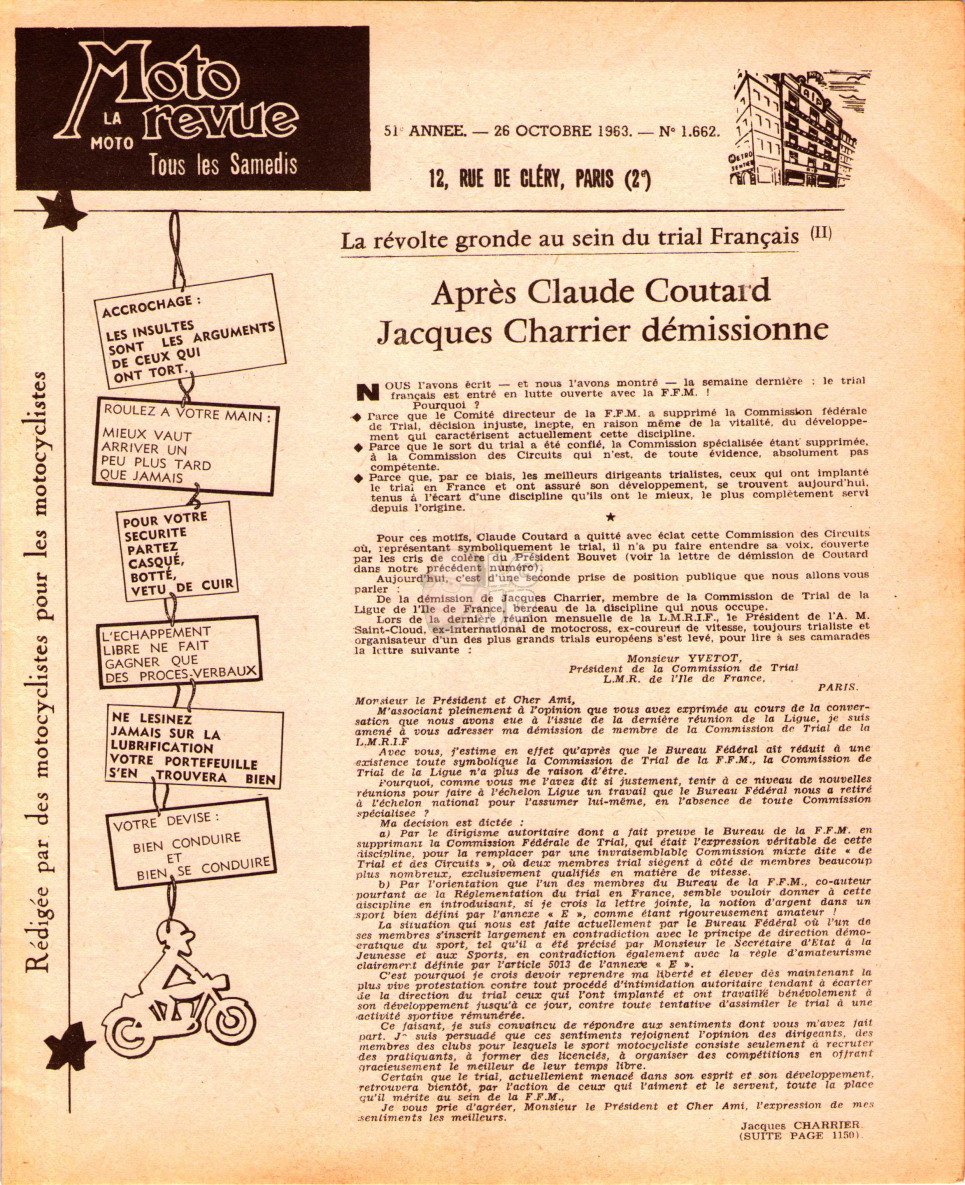 Moto
revue
LA
MOTO
Tous les Samedis
51e ANNEE. — 26 OCTOBRE 1963. — N° 1.662.
12, RUE DE CLÉRY, PARIS (2e)
METRO
SENTIER
Rédigée par des motocyclistes pour les motocyclistes
ACCROCHAGE :
LES INSULTES
SONT LES ARGUMENTS
DE CEUX QUI
ONT TORT.
ROULEZ A VOTRE MAIN :
MIEUX VAUT
ARRIVER UN
PEU PLUS TARD
QUE JAMAIS
POUR VOTRE
SECURITE
PARTEZ
CASQUÉ,
BOTTÉ,
VETU DE CUIR
L'ECHAPPEMENT
LIBRE NE FAIT
GAGNER QUE
DES PROCES-VERBAUX
NE LESINEZ
JAMAIS SUR LA
LUBRIFICATION
VOTRE PORTEFEUILLE
S'EN TROUVERA BIEN
VOTRE DEVISE :
BIEN CONDUIRE
ET
BIEN SE CONDUIRE
La révolte gronde au sein du trial Français (II)
Après Claude Coutard
Jacques Charrier démissionne
NOUS l'avons écrit — et nous l'avons montré — la semaine dernière : le trial
français est entré en lutte ouverte avec la F.F.M. !
Pourquoi ?
◆ Parce que le Comité directeur de la F.F.M. a supprimé la Commission fédérale
de Trial, décision injuste, inepte, en raison même de la vitalité, du développe-
ment qui caractérisent actuellement cette discipline.
◆ Parce que le sort du trial a été confié, la Commission spécialisée étant supprimée,
à la Commission des Circuits qui n'est, de toute évidence, absolument pas
compétente.
◆ Parce que, par ce biais, les meilleurs dirigeants trialistes, ceux qui ont implanté
le trial en France et ont assuré son développement, se trouvent aujourd'hui,
tenus à l'écart d'une discipline qu'ils ont le mieux, le plus complètement servi
depuis l'origine.
★
Pour ces motifs, Claude Coutard a quitté avec éclat cette Commission des Circuits
où, représentant symboliquement le trial, il n'a pu faire entendre sa voix, couverte
par les cris de colère du Président Bouvet (voir la lettre de démission de Coutard
dans notre précédent numéro).
Aujourd'hui, c'est d'une seconde prise de position publique que nous allons vous
parler :
De la démission de Jacques Charrier, membre de la Commission de Trial de la
Ligue de l'Ile de France, berceau de la discipline qui nous occupe.
Lors de la dernière réunion mensuelle de la L.M.R.I.F., le Président de l'A. M.
Saint-Cloud, ex-international de motocross, ex-coureur de vitesse, toujours trialiste et
organisateur d'un des plus grands trials européens s'est levé, pour lire à ses camarades
la lettre suivante :
Monsieur YVETOT,
Président de la Commission de Trial
L.M.R. de l'Ile de France,
PARIS.
Monsieur le Président et Cher Ami,
M'associant pleinement à l'opinion que vous avez exprimée au cours de la conver-
sation que nous avons eue à l'issue de la dernière réunion de la Ligue, je suis
amené à vous adresser ma démission de membre de la Commission de Trial de la
L.M.R.I.F
Avec vous, j'estime en effet qu'après que le Bureau Fédéral ait réduit à une
existence toute symbolique la Commission de Trial de la F.F.M., la Commission de
Trial de la Ligue n'a plus de raison d'être.
Pourquoi, comme vous me l'avez dit si justement, tenir à ce niveau de nouvelles
réunions pour faire à l'échelon Ligue un travail que le Bureau Fédéral nous a retiré
à l'échelon national pour l'assumer lui-même, en l'absence de toute Commission
spécialisée ?
Ma decision est dictée :
a) Par le dirigisme autoritaire dont a fait preuve le Bureau de la F.F.M. en
supprimant la Commission Fédérale de Trial, qui était l'expression véritable de cette
discipline, pour la remplacer par une invraisemblable Commission mixte dite « de
Trial et des Circuits », où deux membres trial siègent à côté de membres beaucoup
plus nombreux, exclusivement qualifiés en matière de vitesse.
b) Par l'orientation que l'un des membres du Bureau de la F.F.M., co-auteur
pourtant de la Réglementation du trial en France, semble vouloir donner à cette
discipline en introduisant, si je crois la lettre jointe, la notion d'argent dans un
sport bien défini par l'annexe « E », comme étant rigoureusement amateur !
La situation qui nous est faite actuellement par le Bureau Fédéral où l'un de
ses membres s'inscrit largement en contradiction avec le principe de direction démo-
cratique du sport, tel qu'il a été précisé par Monsieur le Secrétaire d'Etat à la
Jeunesse et aux Sports, en contradiction également avec la règle d'amateurisme
clairement définie par l'article 5013 de l'annexe « E ».
C'est pourquoi je crois devoir reprendre ma liberté et élever dès maintenant la
plus vive protestation contre tout procédé d'intimidation autoritaire tendant à écarter
de la direction du trial ceux qui l'ont implanté et ont travaillé bénévolement à
son développement jusqu'à ce jour, contre toute tentative d'assimiler le trial à une
activité sportive rémunérée.
Ce faisant, je suis convaincu de répondre aux sentiments dont vous m'avez fait
part. Je suis persuadé que ces sentiments rejoignent l'opinion des dirigeants, des
membres des clubs pour lesquels le sport motocycliste consiste seulement à recruter
des pratiquants, à former des licenciés, à organiser des compétitions en offrant
gracieusement le meilleur de leur temps libre.
Certain que le trial, actuellement menacé dans son esprit et son développement,
retrouvera bientôt, par l'action de ceux qui l'aiment et le servent, toute la place
qu'il mérite au sein de la F.F.M.,
Je vous prie d'agréer, Monsieur le Président et Cher Ami, l'expression de mes
sentiments les meilleurs.
Jacques CHARRIER.
(SUITE PAGE 1150).